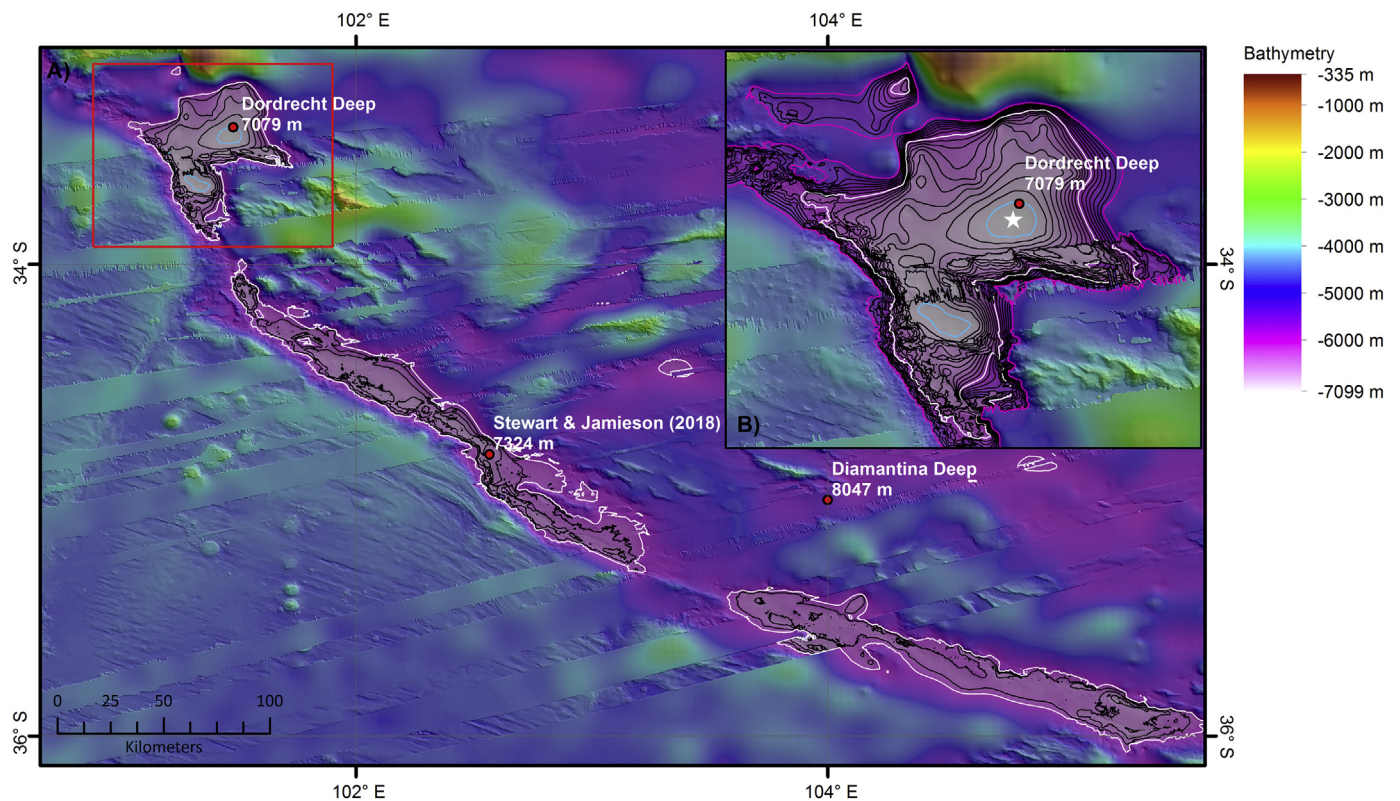 102° E
104° E
A)
Dordrecht Deep
7079 m
Dordrecht Deep
7079 m
B)
Bathymetry
-335 m
-1000 m
-2000 m
-3000 m
-4000 m
-5000 m
-6000 m
-7099 m
34° S
34° S
Stewart & Jamieson (2018)
7324 m
Diamantina Deep
8047 m
0 25 50 100
Kilometers
36° S
36° S
102° E
104° E